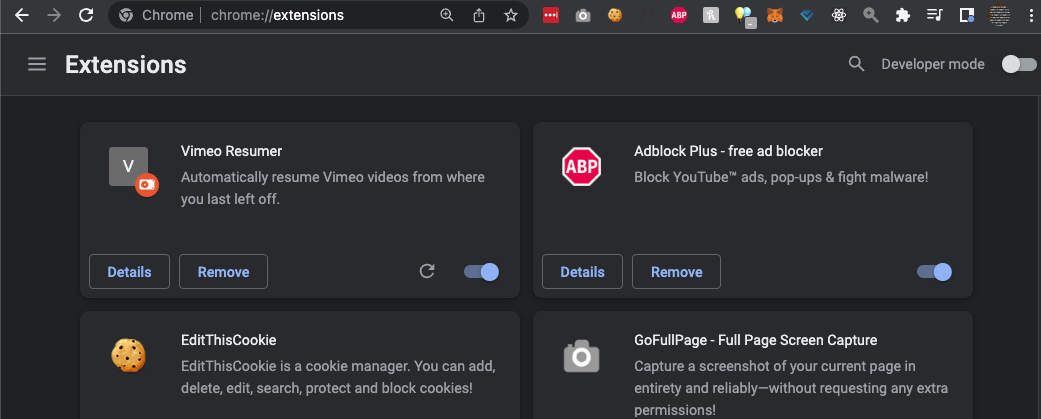 Chrome | chrome://extensions
ABP
Extensions
Developer mode
V
Vimeo Resumer
Automatically resume Vimeo videos from where
you last left off.
Details
Remove
ABP
Adblock Plus - free ad blocker
Block YouTube™ ads, pop-ups & fight malware!
Details
Remove
EditThisCookie
EditThisCookie is a cookie manager. You can add,
delete, edit, search, protect and block cookies!
GoFullPage - Full Page Screen Capture
Capture a screenshot of your current page in
entirety and reliably—without requesting any extra
permissions!